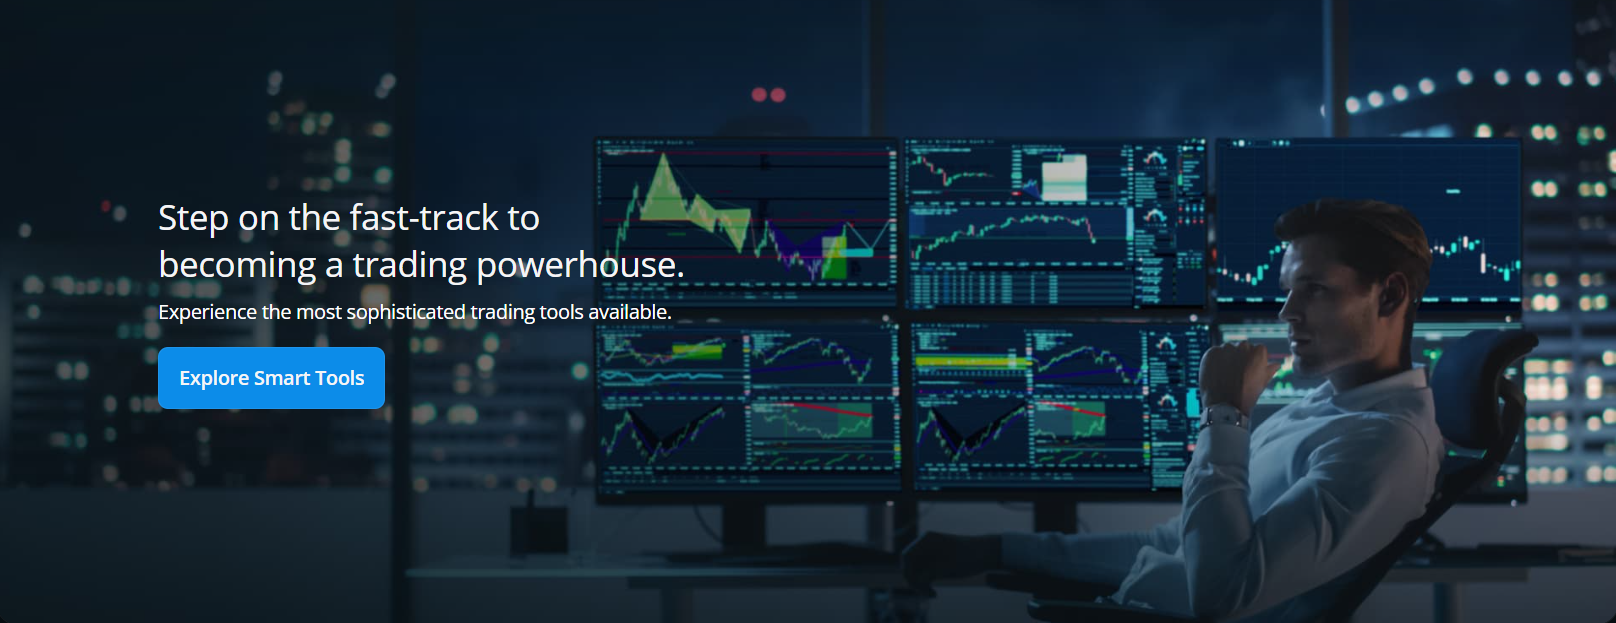 Step on the fast-track to
becoming a trading powerhouse.
Experience the most sophisticated trading tools available.
Explore Smart Tools